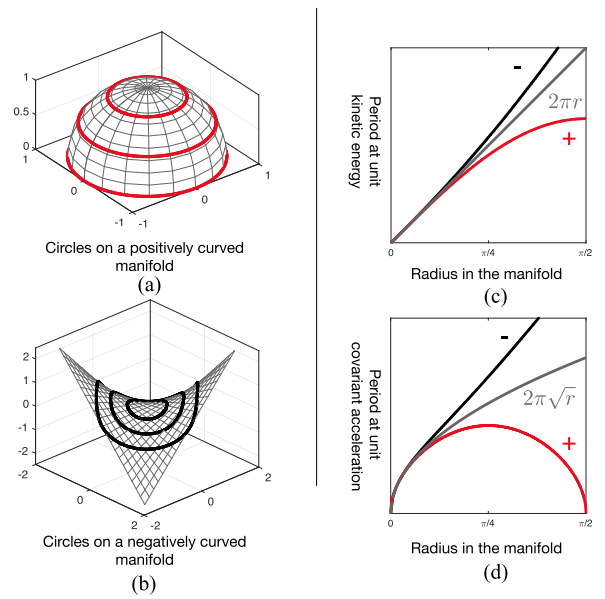 1
0.5
0
1
0
-1
-1
0
1
Circles on a positively curved
manifold
(a)
2
1
0
-1
-2
-2
0
2
-2
0
2
Circles on a negatively curved
manifold
(b)
Period at unit
kinetic energy
-
2πr
+
0
π/4
π/2
Radius in the manifold
(c)
Period at unit
covariant acceleration
-
2π√r
+
0
π/4
π/2
Radius in the manifold
(d)